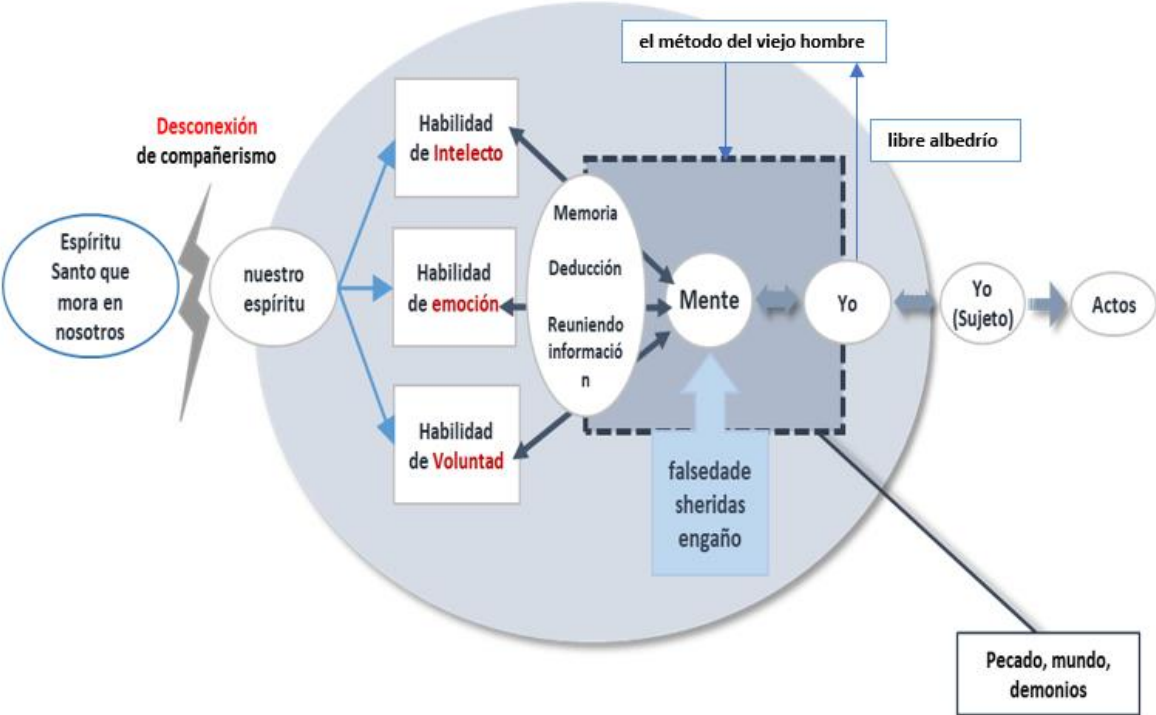 el método del viejo hombre
libre albedrío
Desconexión
de compañerismo
Espíritu
Santo que
mora en
nosotros
nuestro
espíritu
Habilidad
de Intelecto
Habilidad
de emoción
Habilidad
de Voluntad
Memoria
Deducción
Reuniendo
informació
n
Mente
Yo
Yo
(Sujeto)
Actos
falsedade
sheridas
engaño
Pecado, mundo,
demonios